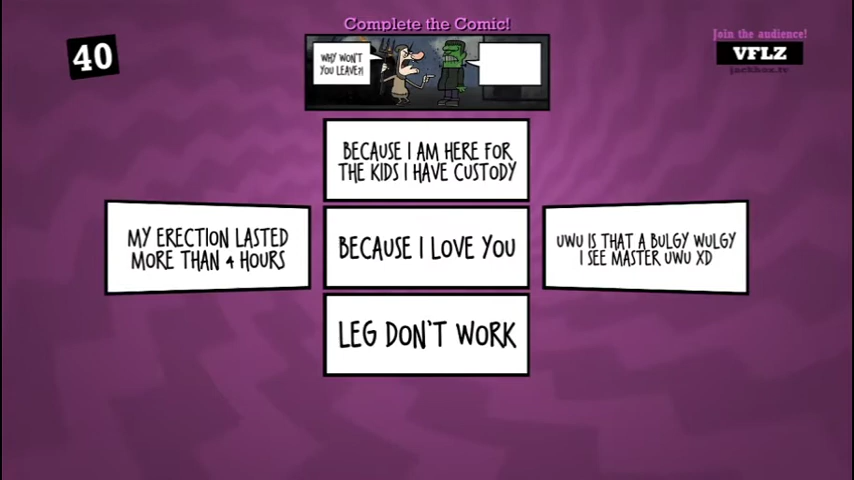 Complete the Comic!
40
WHY WON'T
YOU LEAVE?!
Join the audience!
VFLZ
jackbox.tv
BECAUSE I AM HERE FOR
THE KIDS I HAVE CUSTODY
MY ERECTION LASTED
MORE THAN 4 HOURS
BECAUSE I LOVE YOU
UWU IS THAT A BULGY WULGY
I SEE MASTER UWU XD
LEG DON'T WORK